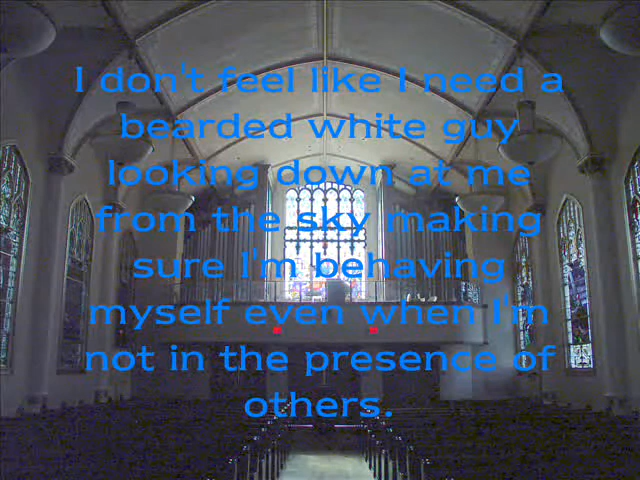 I don't feel like I need a
bearded white guy
looking down at me
from the sky making
sure I'm behaving
myself even when I'm
not in the presence of
others.